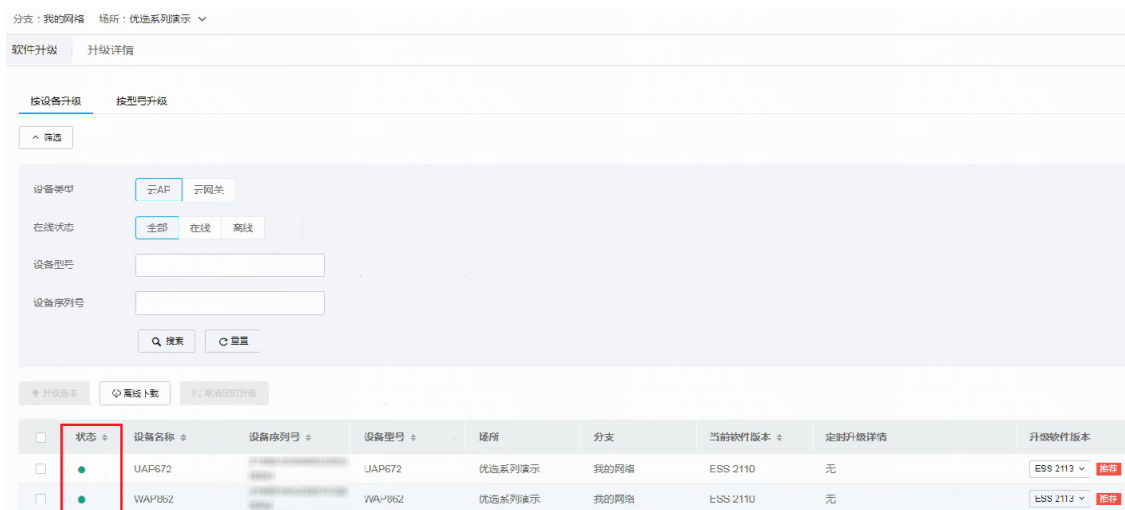 分支：我的网络 场所：优选系列演示
软件升级 升级详情
按设备升级 按型号升级
筛选
设备类型 云AP 云网关
在线状态 全部 在线 离线
设备型号
设备序列号
搜索 重置
升级版本 离线下载 取消定时升级
状态 设备名称 设备序列号 设备型号 场所 分支 当前软件版本 定时升级详情 升级软件版本
UAP672 UAP672 优选系列演示 我的网络 ESS 2110 无 ESS 2113 推荐
WAP862 WAP862 优选系列演示 我的网络 ESS 2110 无 ESS 2113 推荐